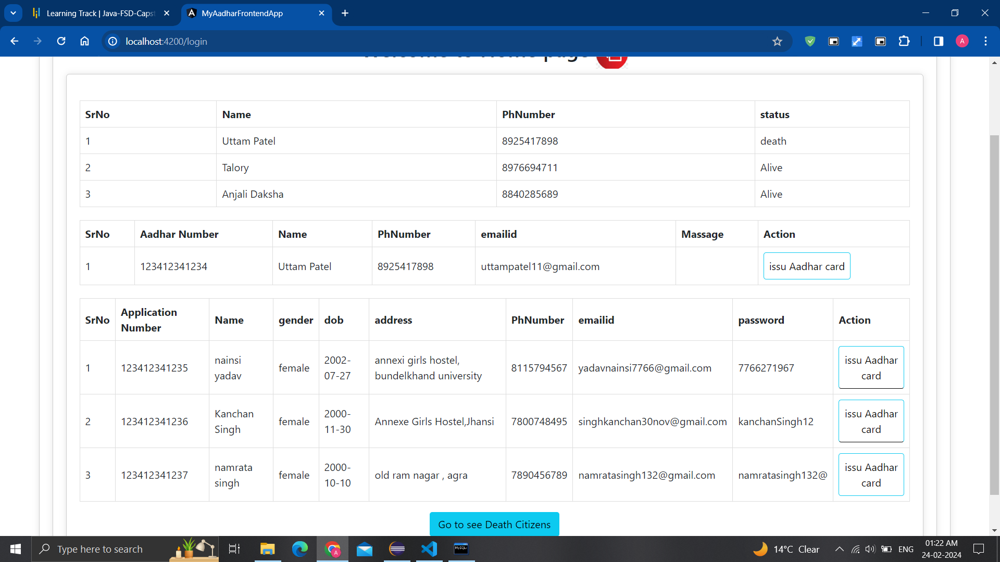 Learning Track | Java-FSD-Capst
MyAadharFrontendApp
localhost:4200/login
A
Welcome to Home page
SrNo Name PhNumber status
1 Uttam Patel 8925417898 death
2 Talory 8976694711 Alive
3 Anjali Daksha 8840285689 Alive
SrNo Aadhar Number Name PhNumber emailid Massage Action
1 123412341234 Uttam Patel 8925417898 uttampatel11@gmail.com issu Aadhar card
SrNo Application Number Name gender dob address PhNumber emailid password Action
1 123412341235 nainsi yadav female 2002-07-27 annexi girls hostel, bundelkhand university 8115794567 yadavnainsi7766@gmail.com 7766271967 issu Aadhar card
2 123412341236 Kanchan Singh female 2000-11-30 Annexe Girls Hostel,Jhansi 7800748495 singhkanchan30nov@gmail.com kanchanSingh12 issu Aadhar card
3 123412341237 namrata singh female 2000-10-10 old ram nagar , agra 7890456789 namratasingh132@gmail.com namratasingh132@ issu Aadhar card
Go to see Death Citizens
Type here to search
14°C Clear
ENG
01:22 AM
24-02-2024